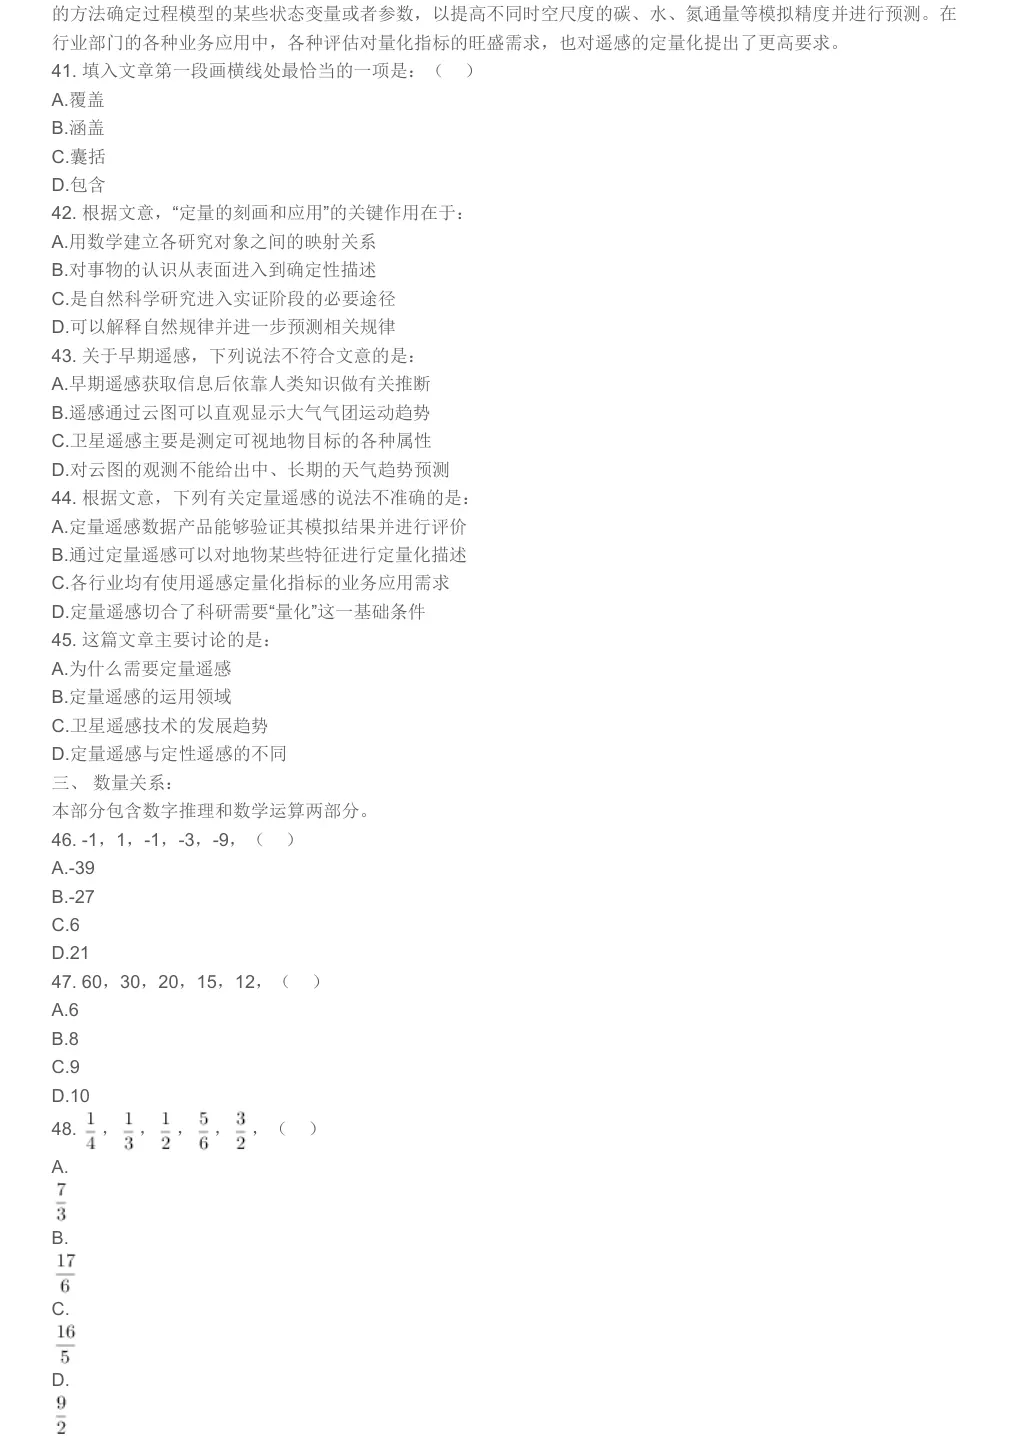 的方法确定过程模型的某些状态变量或者参数，以提高不同时空尺度的碳、水、氮通量等模拟精度并进行预测。在
行业部门的各种业务应用中，各种评估对量化指标的旺盛需求，也对遥感的定量化提出了更高要求。
41. 填入文章第一段画横线处最恰当的一项是：（    ）
A.覆盖
B.涵盖
C.囊括
D.包含
42. 根据文意，“定量的刻画和应用”的关键作用在于：
A.用数学建立各研究对象之间的映射关系
B.对事物的认识从表面进入到确定性描述
C.是自然科学研究进入实证阶段的必要途径
D.可以解释自然规律并进一步预测相关规律
43. 关于早期遥感，下列说法不符合文意的是：
A.早期遥感获取信息后依靠人类知识做有关推断
B.遥感通过云图可以直观显示大气气团运动趋势
C.卫星遥感主要是测定可视地物目标的各种属性
D.对云图的观测不能给出中、长期的天气趋势预测
44. 根据文意，下列有关定量遥感的说法不准确的是：
A.定量遥感数据产品能够验证其模拟结果并进行评价
B.通过定量遥感可以对地物某些特征进行定量化描述
C.各行业均有使用遥感定量化指标的业务应用需求
D.定量遥感切合了科研需要“量化”这一基础条件
45. 这篇文章主要讨论的是：
A.为什么需要定量遥感
B.定量遥感的运用领域
C.卫星遥感技术的发展趋势
D.定量遥感与定性遥感的不同
三、 数量关系：
本部分包含数字推理和数学运算两部分。
46. -1，1，-1，-3，-9，（    ）
A.-39
B.-27
C.6
D.21
47. 60，30，20，15，12，（    ）
A.6
B.8
C.9
D.10
48. 1/4，1/3，1/2，5/6，3/2，（    ）
A.
7/3
B.
17/6
C.
16/5
D.
9/2